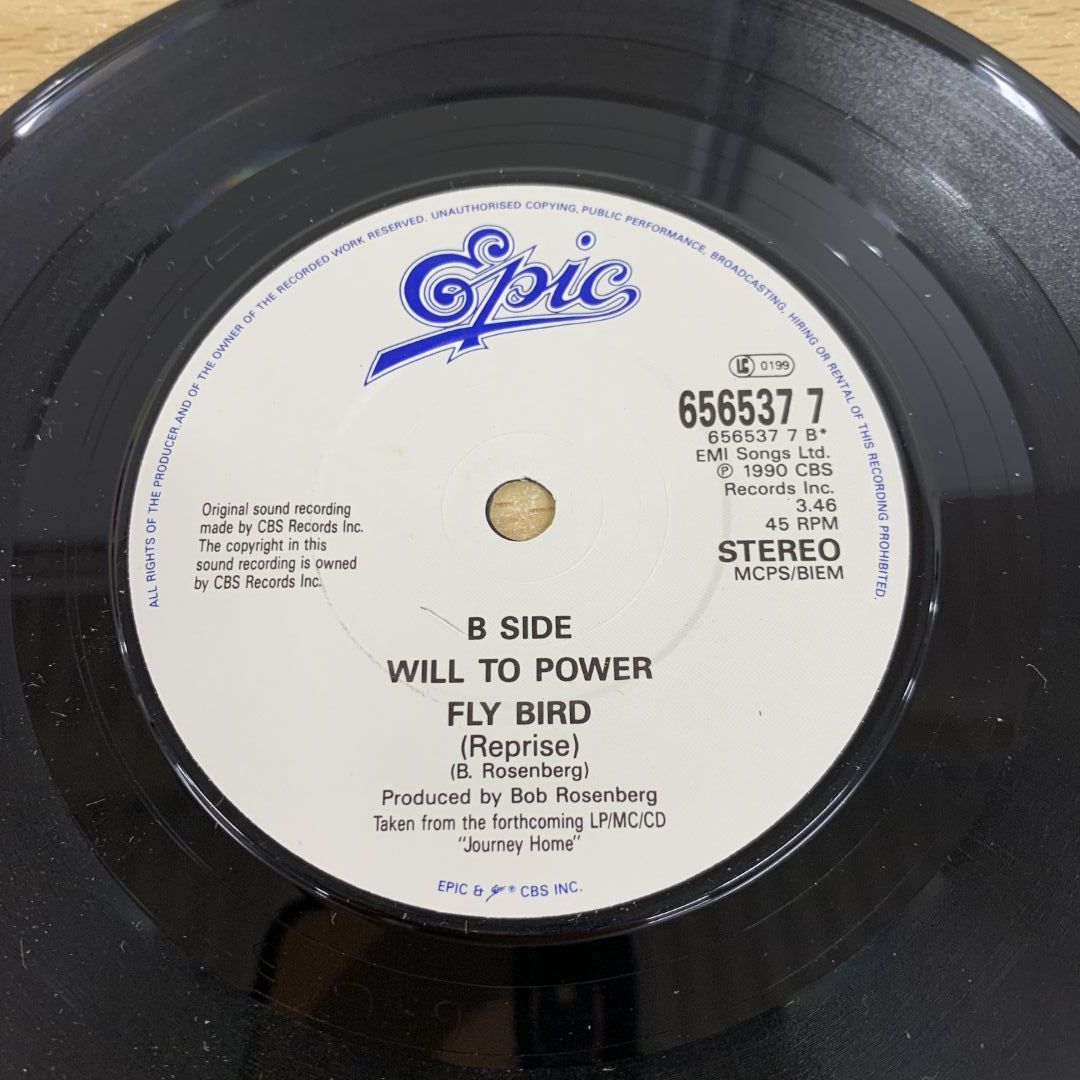 ALL RIGHTS OF THE PRODUCER AND OF THE OWNER OF THE RECORDED WORK RESERVED. UNAUTHORISED COPYING, PUBLIC PERFORMANCE, BROADCASTING, HIRING OR RENTAL OF THIS RECORDING PROHIBITED.
Epic
LC 0199
656537 7
656537 7 B*
EMI Songs Ltd.
℗ 1990 CBS
Records Inc.
3.46
45 RPM
STEREO
MCPS/BIEM
Original sound recording
made by CBS Records Inc.
The copyright in this
sound recording is owned
by CBS Records Inc.
B SIDE
WILL TO POWER
FLY BIRD
(Reprise)
(B. Rosenberg)
Produced by Bob Rosenberg
Taken from the forthcoming LP/MC/CD
"Journey Home"
EPIC & Epic ® CBS INC.